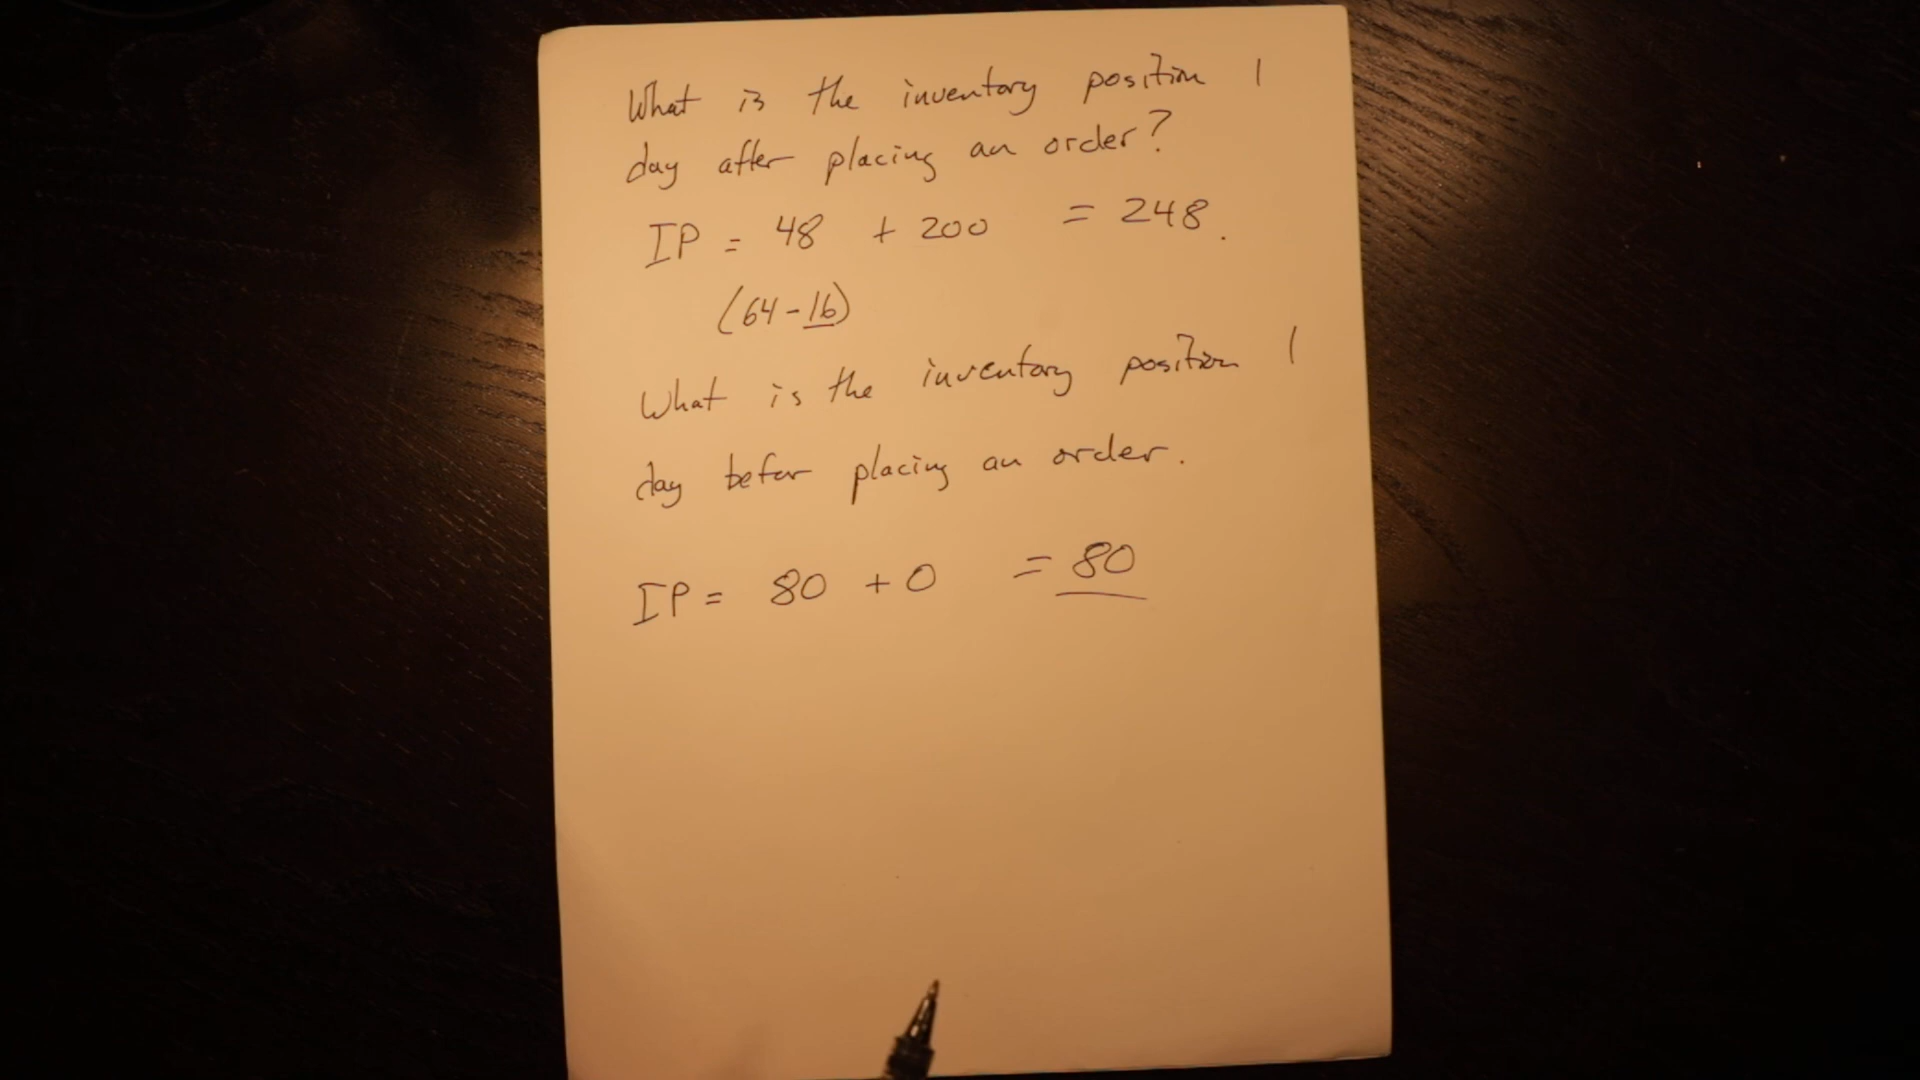 What is the inventory position 1
day after placing an order?
IP = 48 + 200 = 248.
(64-16)
What is the inventory position 1
day befor placing an order.
IP = 80 + 0 = 80